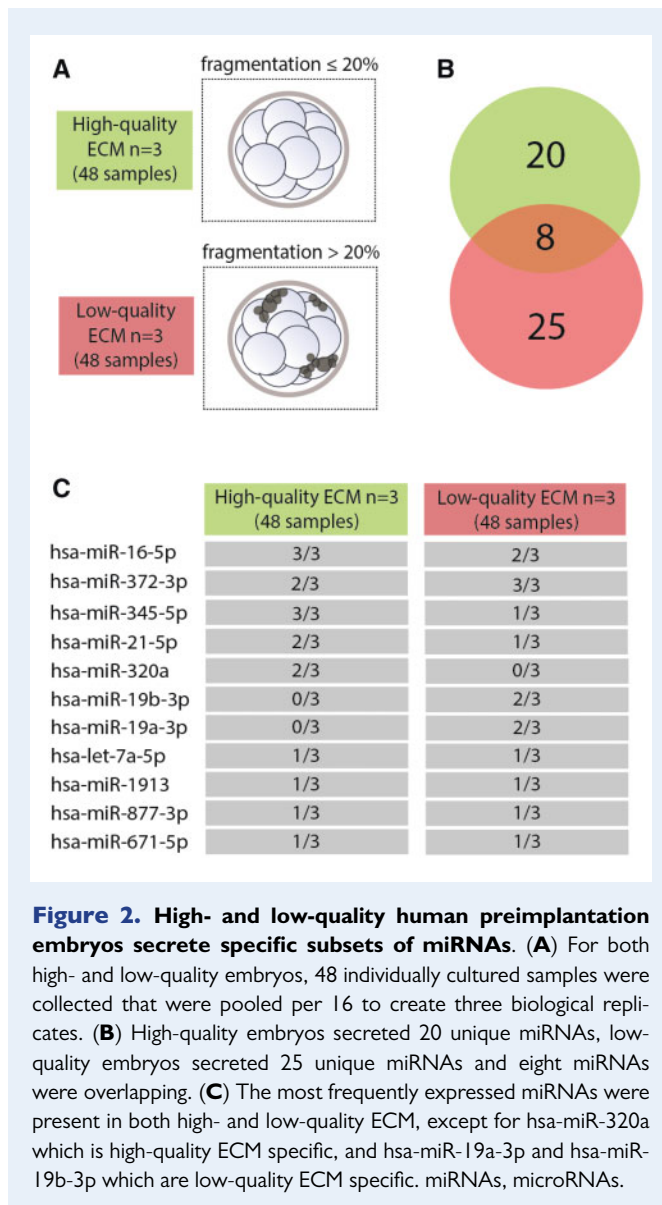 A
fragmentation ≤ 20%
High-quality
ECM n=3
(48 samples)
fragmentation > 20%
Low-quality
ECM n=3
(48 samples)
B
20
8
25
C
High-quality ECM n=3
(48 samples)
Low-quality ECM n=3
(48 samples)
hsa-miR-16-5p 3/3 2/3
hsa-miR-372-3p 2/3 3/3
hsa-miR-345-5p 3/3 1/3
hsa-miR-21-5p 2/3 1/3
hsa-miR-320a 2/3 0/3
hsa-miR-19b-3p 0/3 2/3
hsa-miR-19a-3p 0/3 2/3
hsa-let-7a-5p 1/3 1/3
hsa-miR-1913 1/3 1/3
hsa-miR-877-3p 1/3 1/3
hsa-miR-671-5p 1/3 1/3
Figure 2. High- and low-quality human preimplantation
embryos secrete specific subsets of miRNAs. (A) For both
high- and low-quality embryos, 48 individually cultured samples were
collected that were pooled per 16 to create three biological repli-
cates. (B) High-quality embryos secreted 20 unique miRNAs, low-
quality embryos secreted 25 unique miRNAs and eight miRNAs
were overlapping. (C) The most frequently expressed miRNAs were
present in both high- and low-quality ECM, except for hsa-miR-320a
which is high-quality ECM specific, and hsa-miR-19a-3p and hsa-miR-
19b-3p which are low-quality ECM specific. miRNAs, microRNAs.